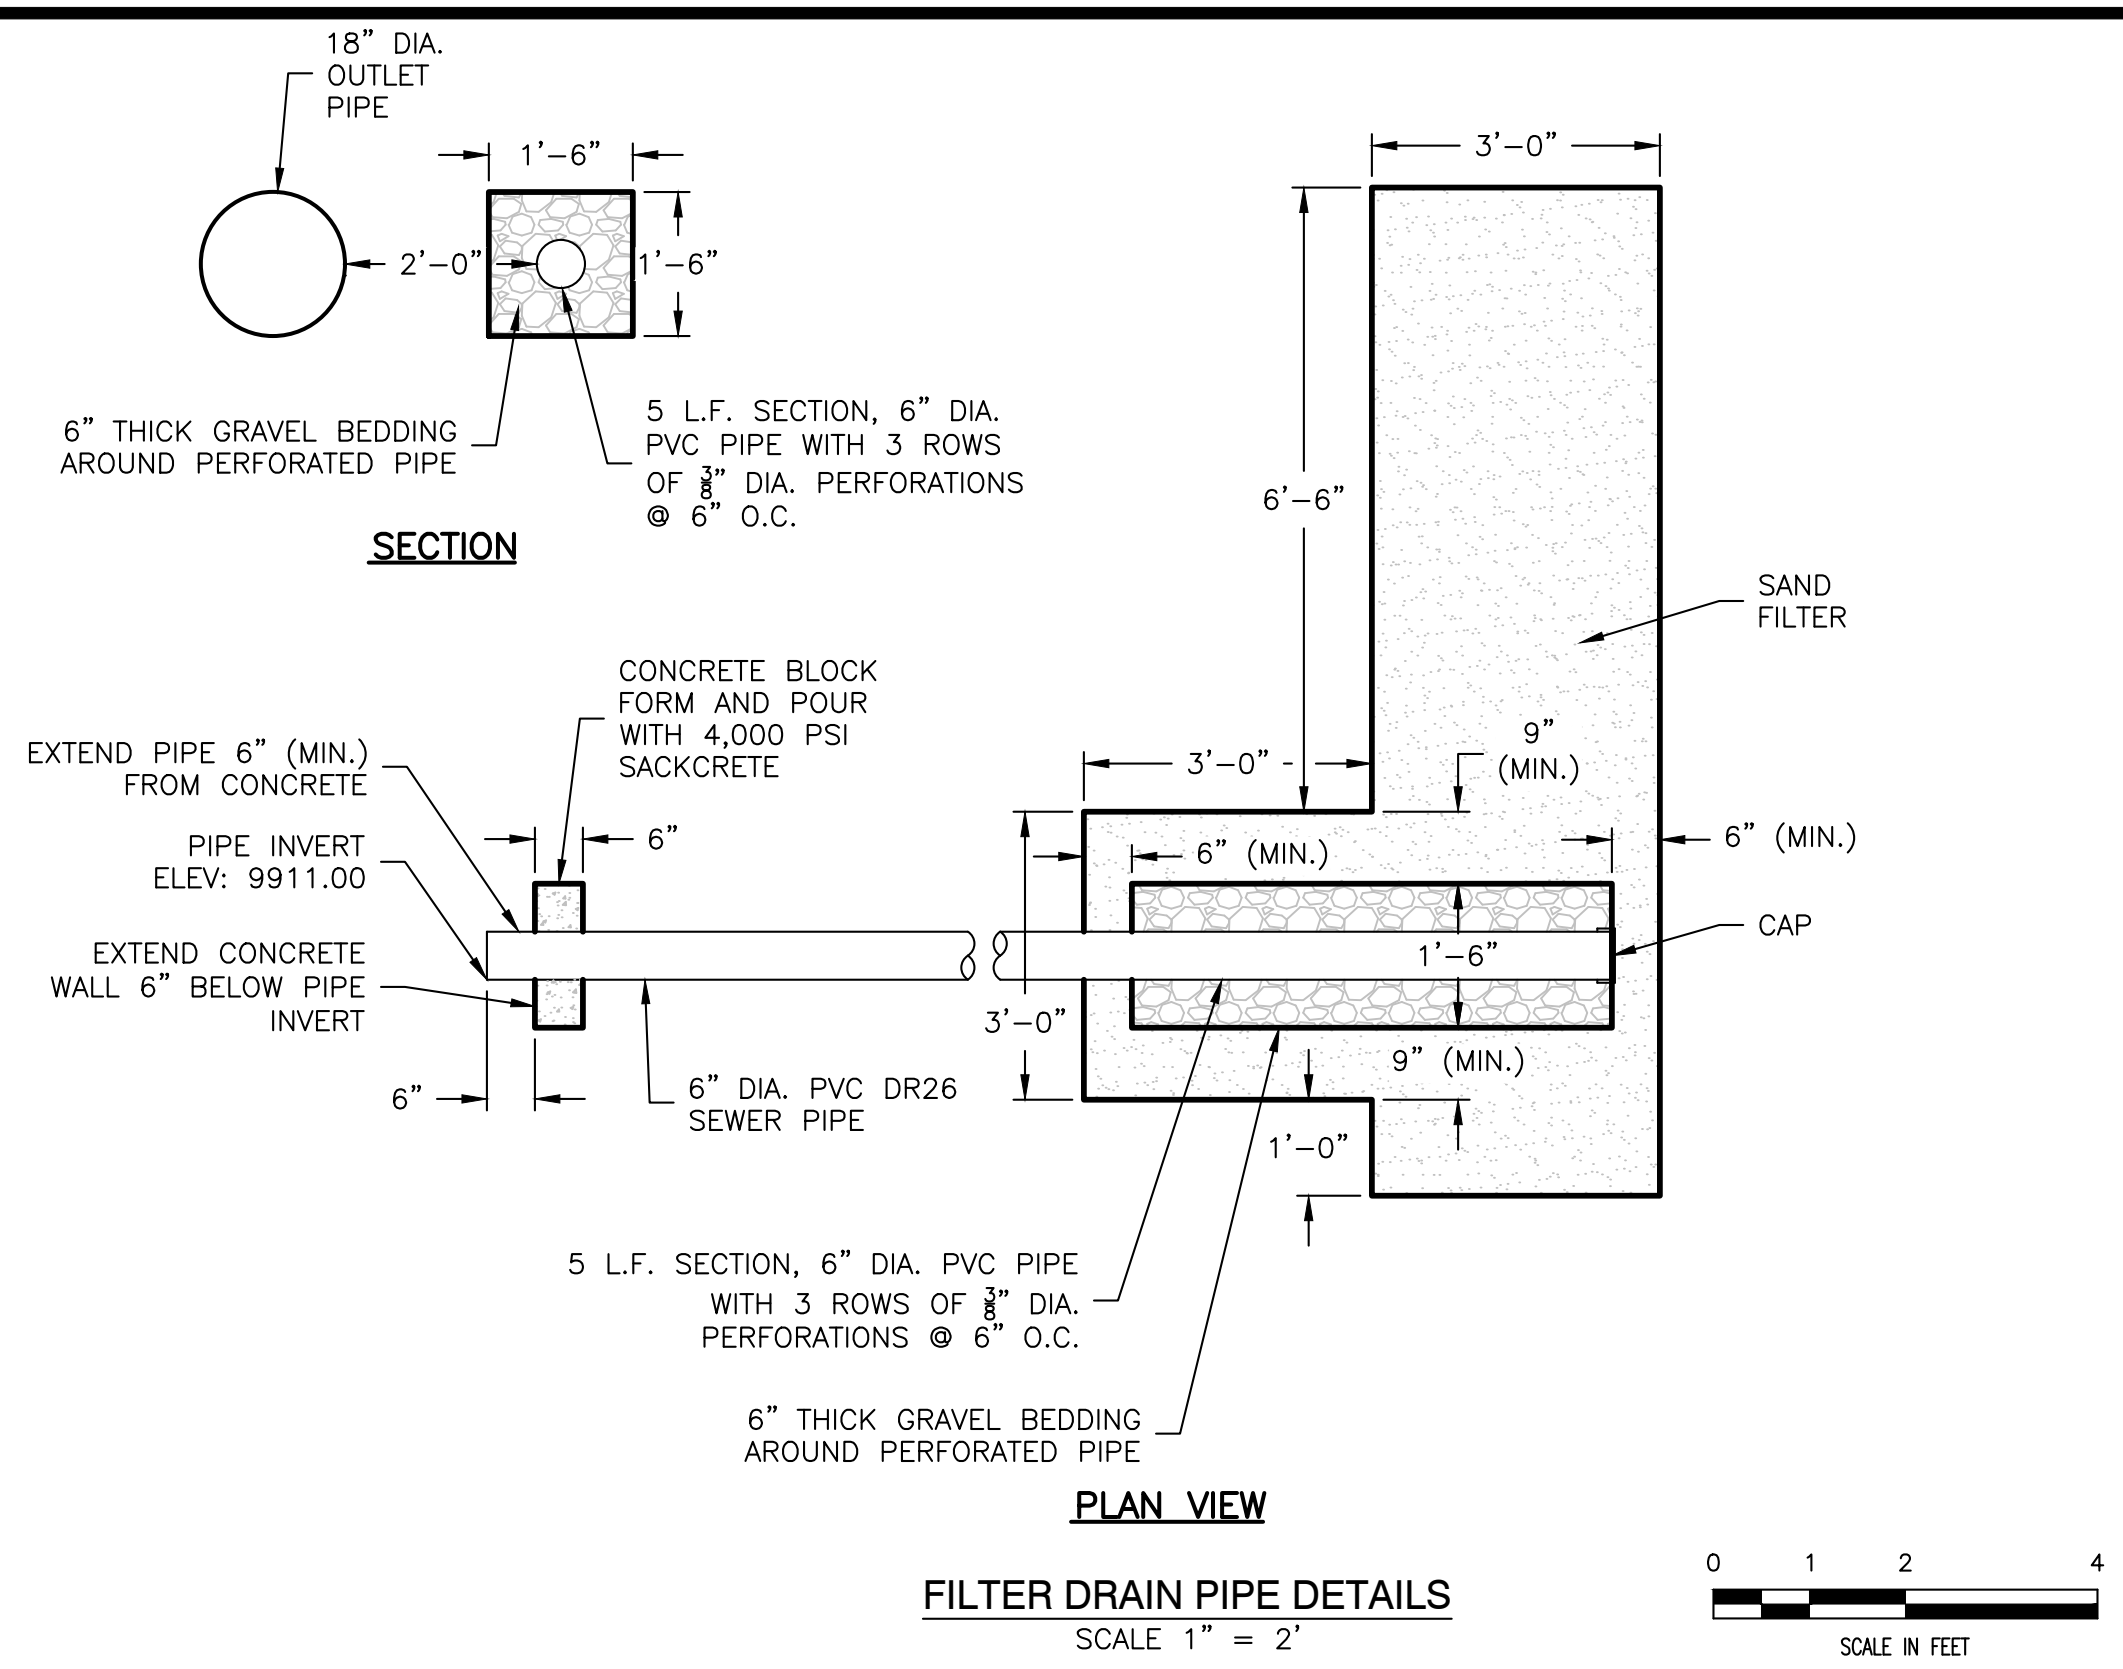 18” DIA.
OUTLET
PIPE
1’-6”
2’-0”
1’-6”
6” THICK GRAVEL BEDDING
AROUND PERFORATED PIPE
5 L.F. SECTION, 6” DIA.
PVC PIPE WITH 3 ROWS
OF 3/8” DIA. PERFORATIONS
@ 6” O.C.
SECTION
3’-0”
6’-6”
SAND
FILTER
CONCRETE BLOCK
FORM AND POUR
WITH 4,000 PSI
SACKCRETE
EXTEND PIPE 6” (MIN.)
FROM CONCRETE
PIPE INVERT
ELEV: 9911.00
EXTEND CONCRETE
WALL 6” BELOW PIPE
INVERT
6”
6”
6” DIA. PVC DR26
SEWER PIPE
3’-0” -
9”
(MIN.)
6” (MIN.)
6” (MIN.)
CAP
1’-6”
3’-0”
9” (MIN.)
1’-0”
5 L.F. SECTION, 6” DIA. PVC PIPE
WITH 3 ROWS OF 3/8” DIA.
PERFORATIONS @ 6” O.C.
6” THICK GRAVEL BEDDING
AROUND PERFORATED PIPE
PLAN VIEW
FILTER DRAIN PIPE DETAILS
SCALE 1” = 2’
0 1 2 4
SCALE IN FEET